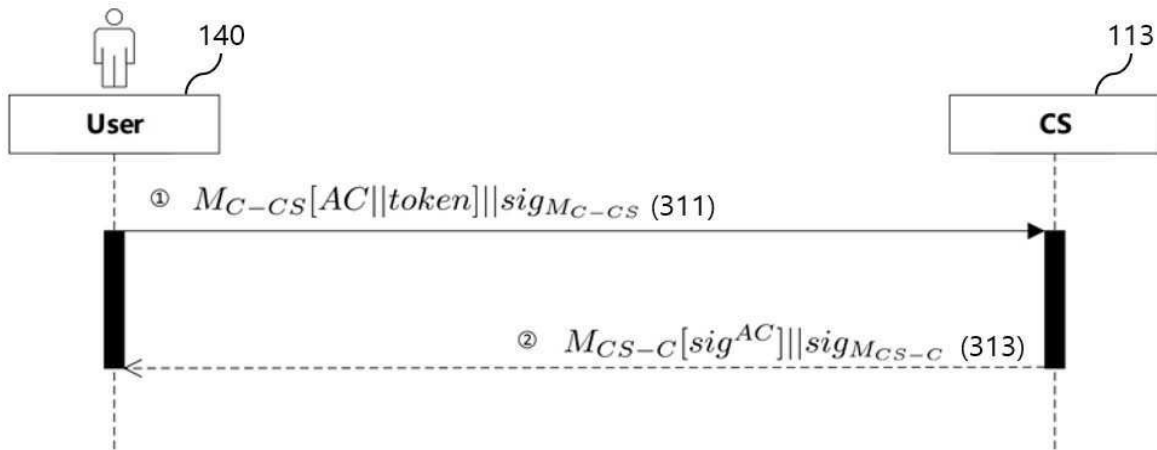 140
113
User
CS
① M_{C-CS}[AC||token]||sig_{M_{C-CS}} (311)
② M_{CS-C}[sig^{AC}]||sig_{M_{CS-C}} (313)